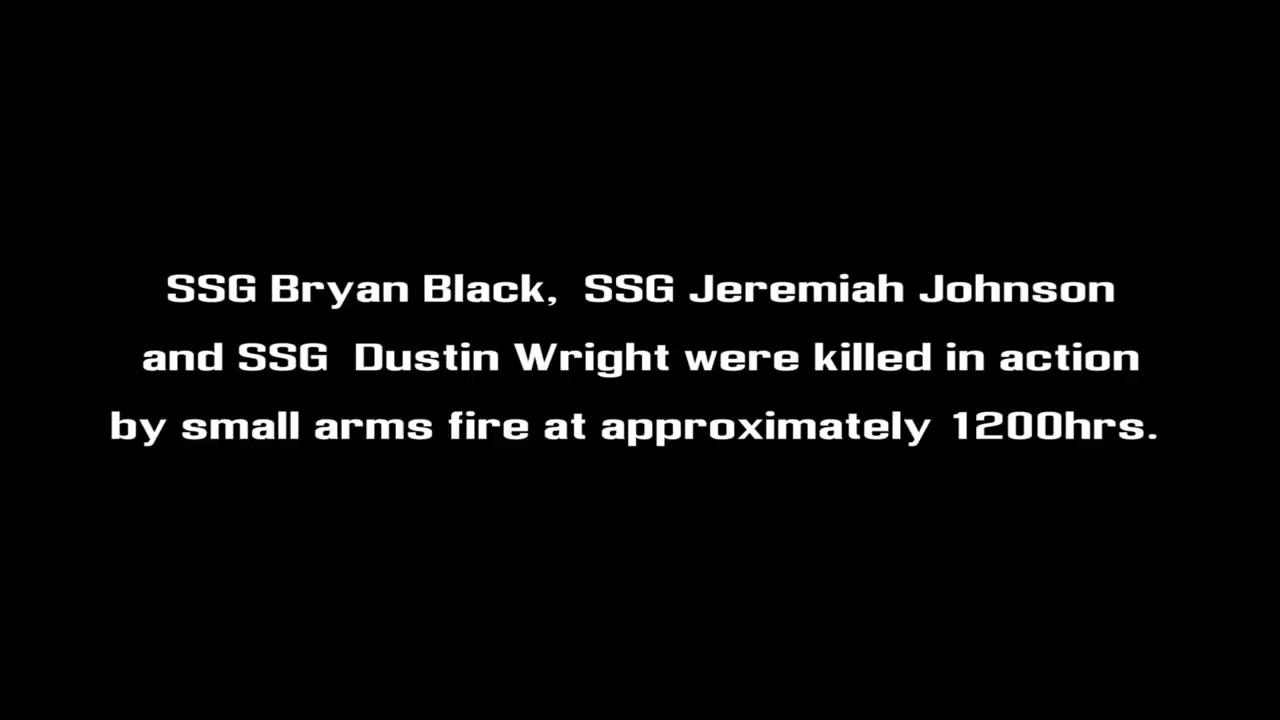 SSG Bryan Black,  SSG Jeremiah Johnson
and SSG  Dustin Wright were killed in action
by small arms fire at approximately 1200hrs.